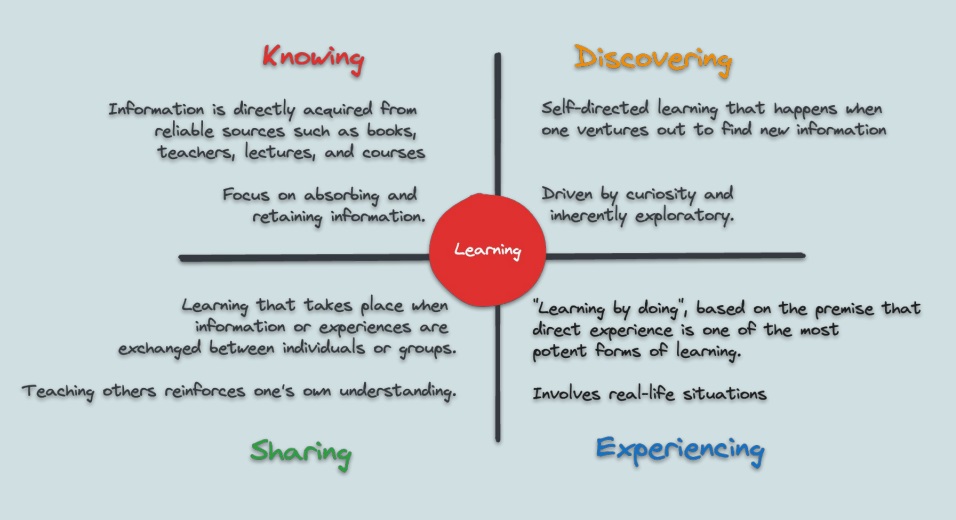 Knowing
Information is directly acquired from
reliable sources such as books,
teachers, lectures, and courses
Focus on absorbing and
retaining information.
Discovering
Self-directed learning that happens when
one ventures out to find new information
Driven by curiosity and
inherently exploratory.
Learning
Learning that takes place when
information or experiences are
exchanged between individuals or groups.
Teaching others reinforces one's own understanding.
Sharing
"Learning by doing", based on the premise that
direct experience is one of the most
potent forms of learning.
Involves real-life situations
Experiencing